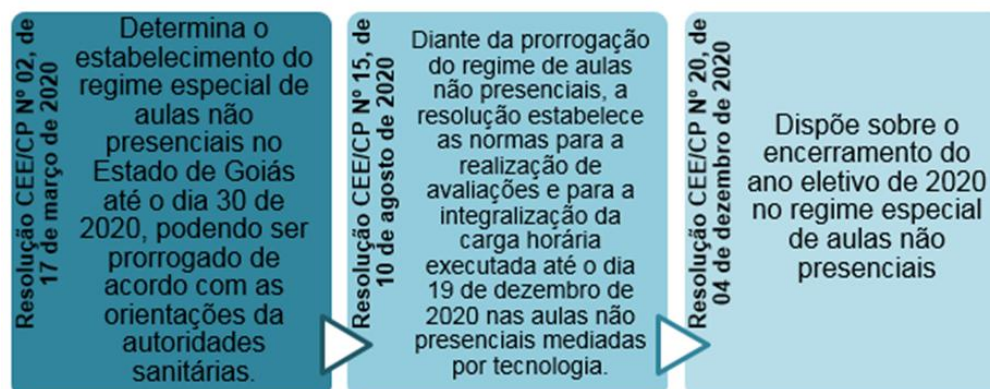 Resolução CEE/CP Nº 02, de
17 de março de 2020
Determina o
estabelecimento do
regime especial de
aulas não
presenciais no
Estado de Goiás
até o dia 30 de
2020, podendo ser
prorrogado de
acordo com as
orientações da
autoridades
sanitárias.
Resolução CEE/CP Nº 15, de
10 de agosto de 2020
Diante da prorrogação
do regime de aulas
não presenciais, a
resolução estabelece
as normas para a
realização de
avaliações e para a
integralização da
carga horária
executada até o dia
19 de dezembro de
2020 nas aulas não
presenciais mediadas
por tecnologia.
Resolução CEE/CP Nº 20, de
04 de dezembro de 2020
Dispõe sobre o
encerramento do
ano eletivo de 2020
no regime especial
de aulas não
presenciais